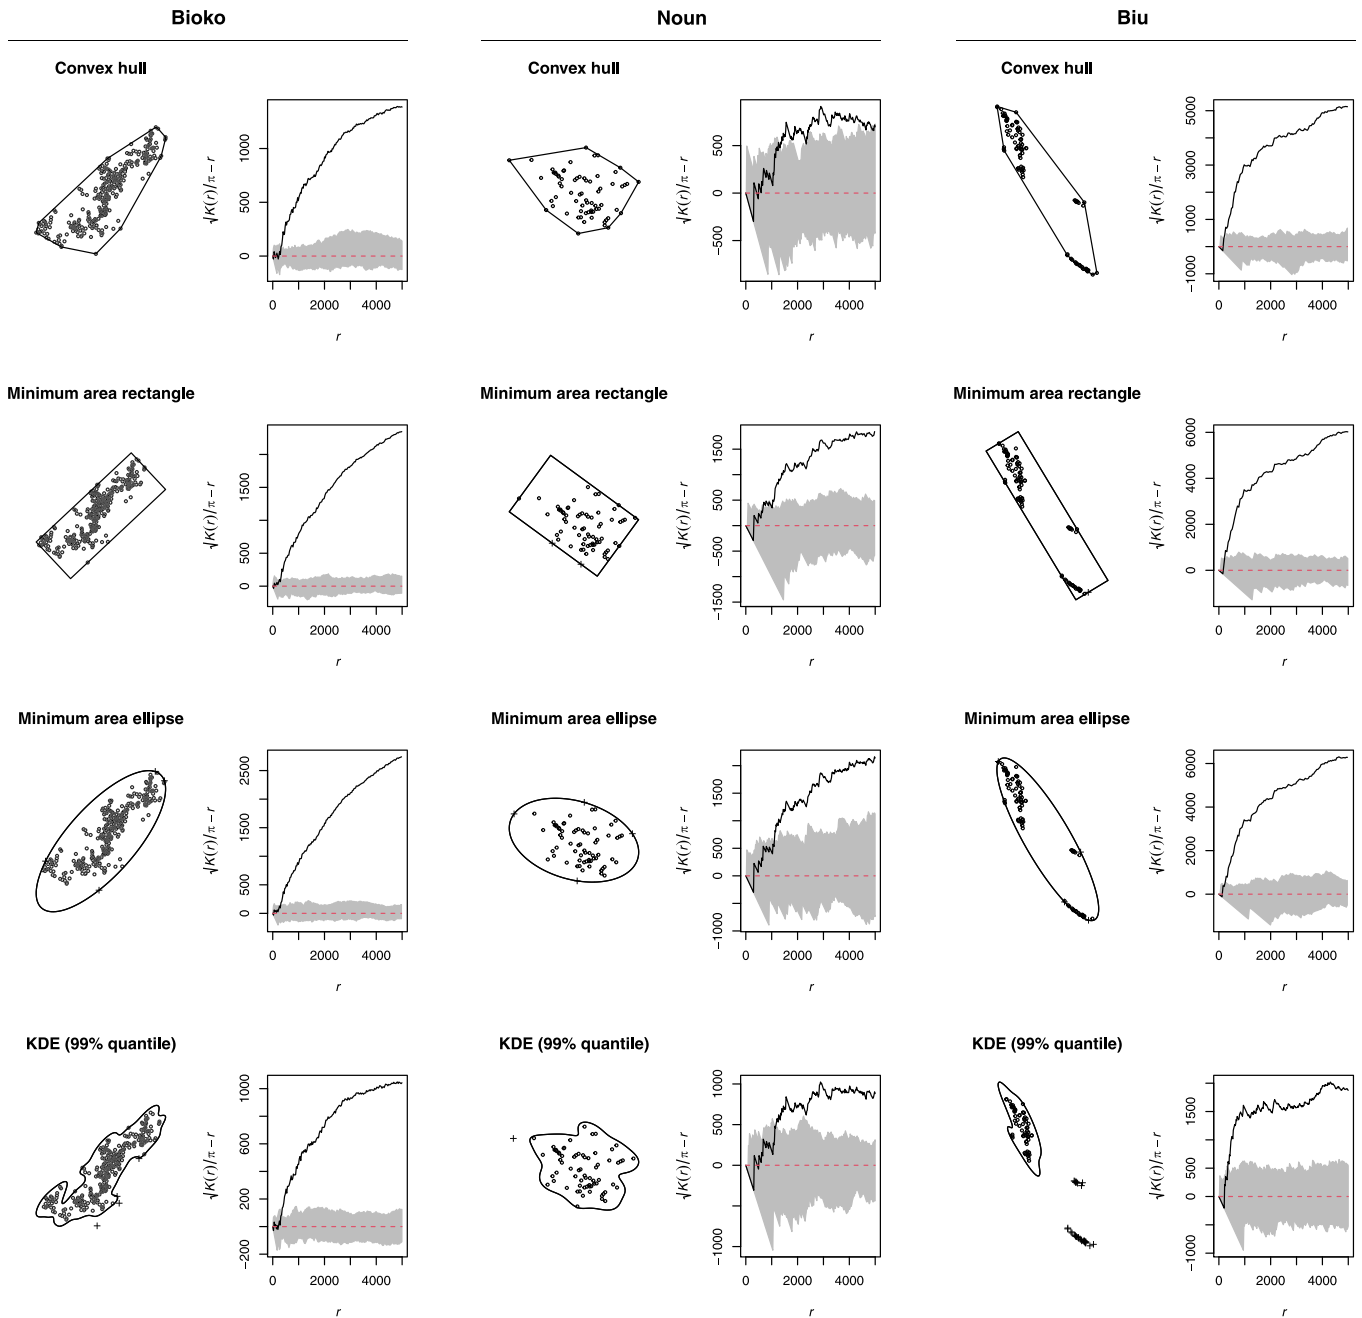 Bioko Noun Biu
Convex hull Convex hull Convex hull
√K(r)/π − r
0 500 1000
0 2000 4000
r
√K(r)/π − r
−500 0 500
0 2000 4000
r
√K(r)/π − r
−1000 1000 3000 5000
0 2000 4000
r
Minimum area rectangle Minimum area rectangle Minimum area rectangle
√K(r)/π − r
0 500 1500
0 2000 4000
r
√K(r)/π − r
−1500 −500 0 500 1500
0 2000 4000
r
√K(r)/π − r
0 2000 4000 6000
0 2000 4000
r
Minimum area ellipse Minimum area ellipse Minimum area ellipse
√K(r)/π − r
0 500 1500 2500
0 2000 4000
r
√K(r)/π − r
−1000 0 500 1500
0 2000 4000
r
√K(r)/π − r
0 2000 4000 6000
0 2000 4000
r
KDE (99% quantile) KDE (99% quantile) KDE (99% quantile)
√K(r)/π − r
−200 200 600 1000
0 2000 4000
r
√K(r)/π − r
−1000 0 500 1000
0 2000 4000
r
√K(r)/π − r
−1000 0 500 1500
0 2000 4000
r